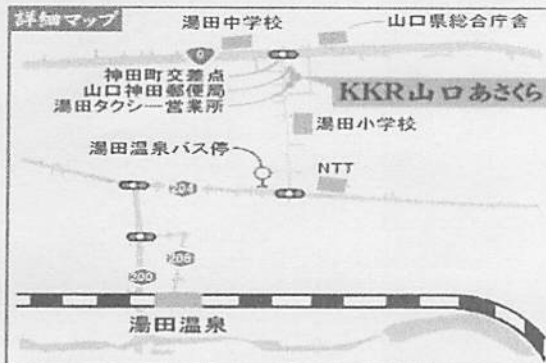 詳細マップ
湯田中学校
山口県総合庁舎
9
神田町交差点
山口神田郵便局
湯田タクシー営業所
KKR山口あさくら
湯田小学校
湯田温泉バス停
NTT
204
206
200
湯田温泉